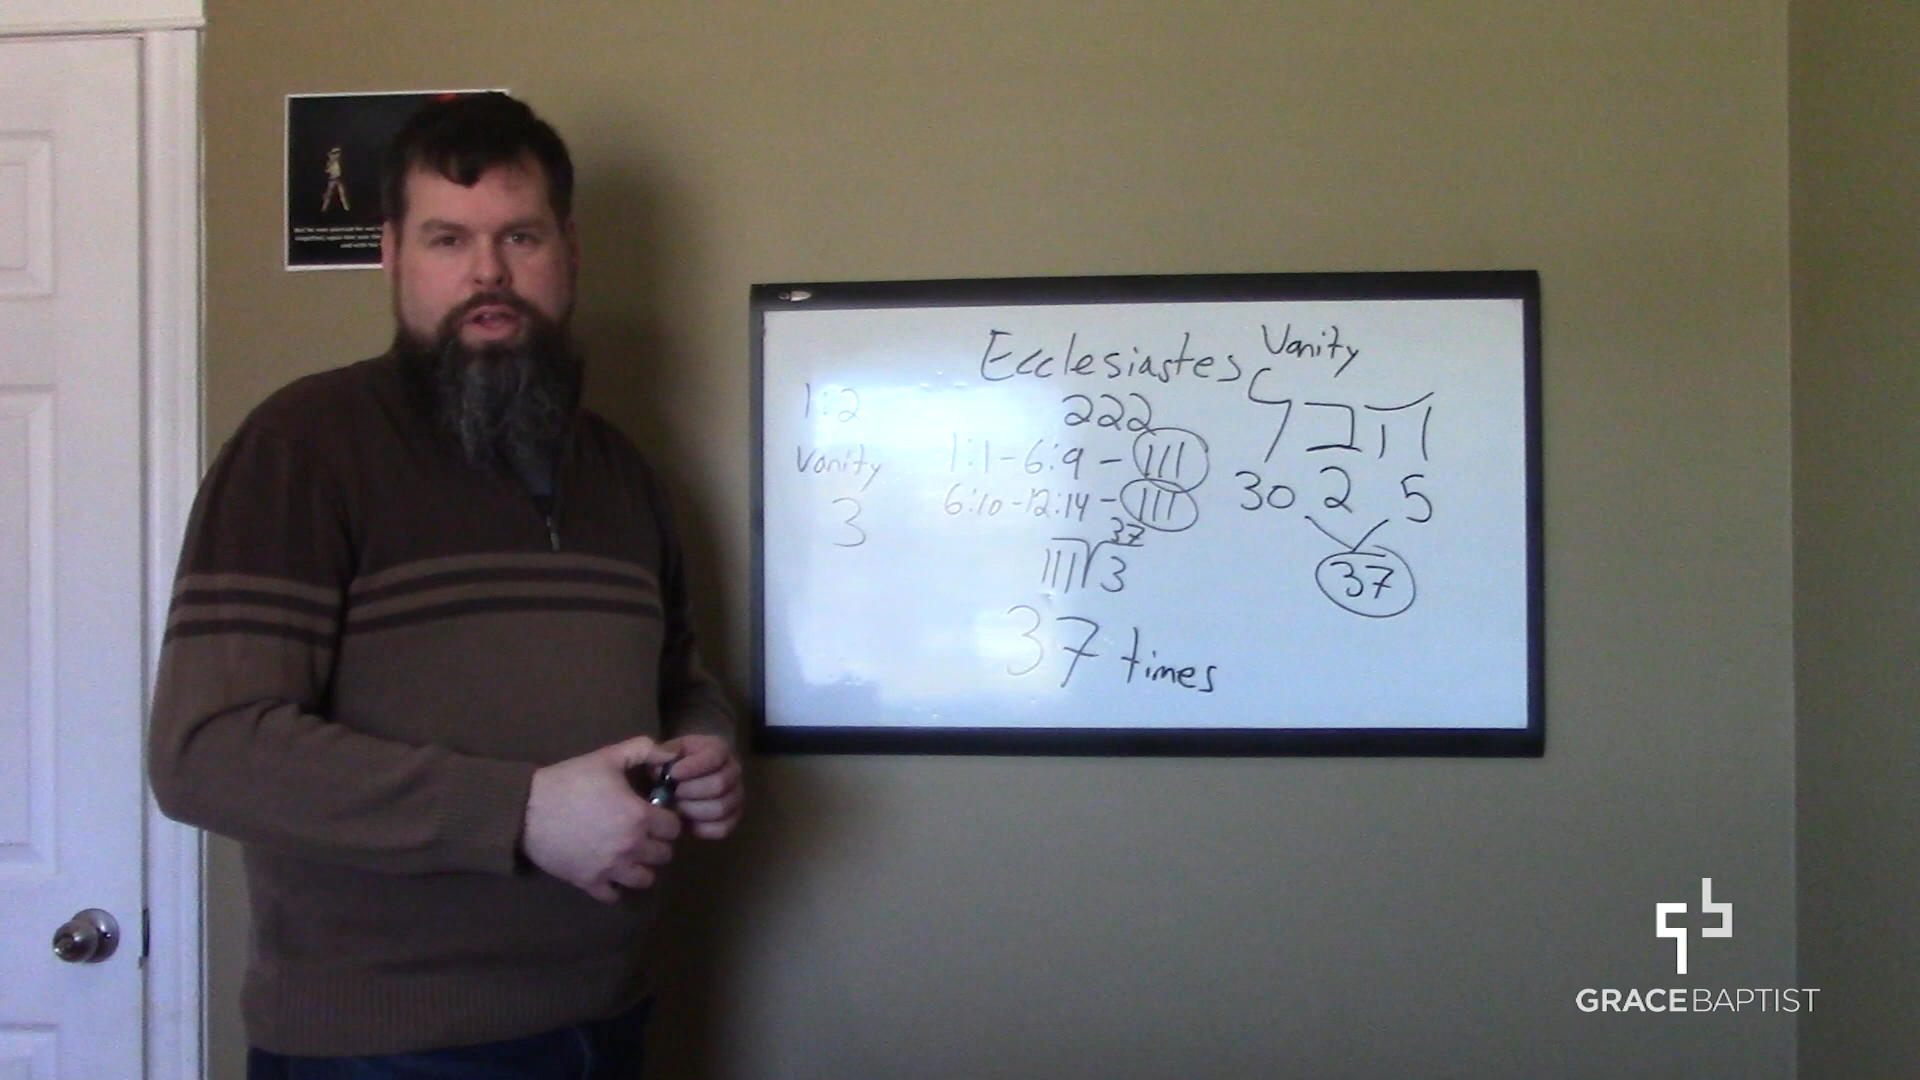 Ecclesiastes Vanity
1:2
222
הבל
Vanity
1:1-6:9 - 111
30 2 5
3
6:10-12:14 - 111
37
37
111 3
37 times
GRACEBAPTIST